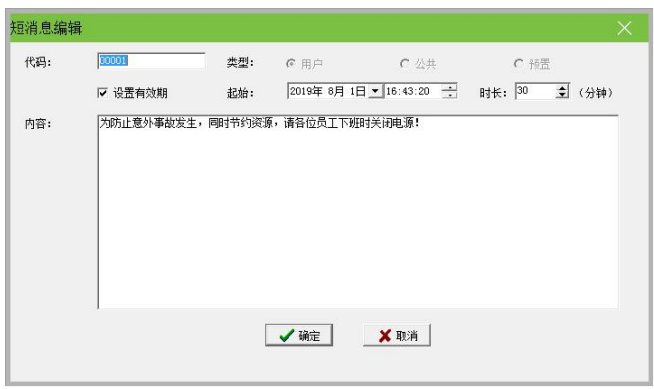 短消息编辑
代码： 00001 类型： 用户 公共 预置
设置有效期 起始： 2019年 8月 1日 16:43:20 时长： 30 （分钟）
内容： 为防止意外事故发生，同时节约资源，请各位员工下班时关闭电源！
确定 取消